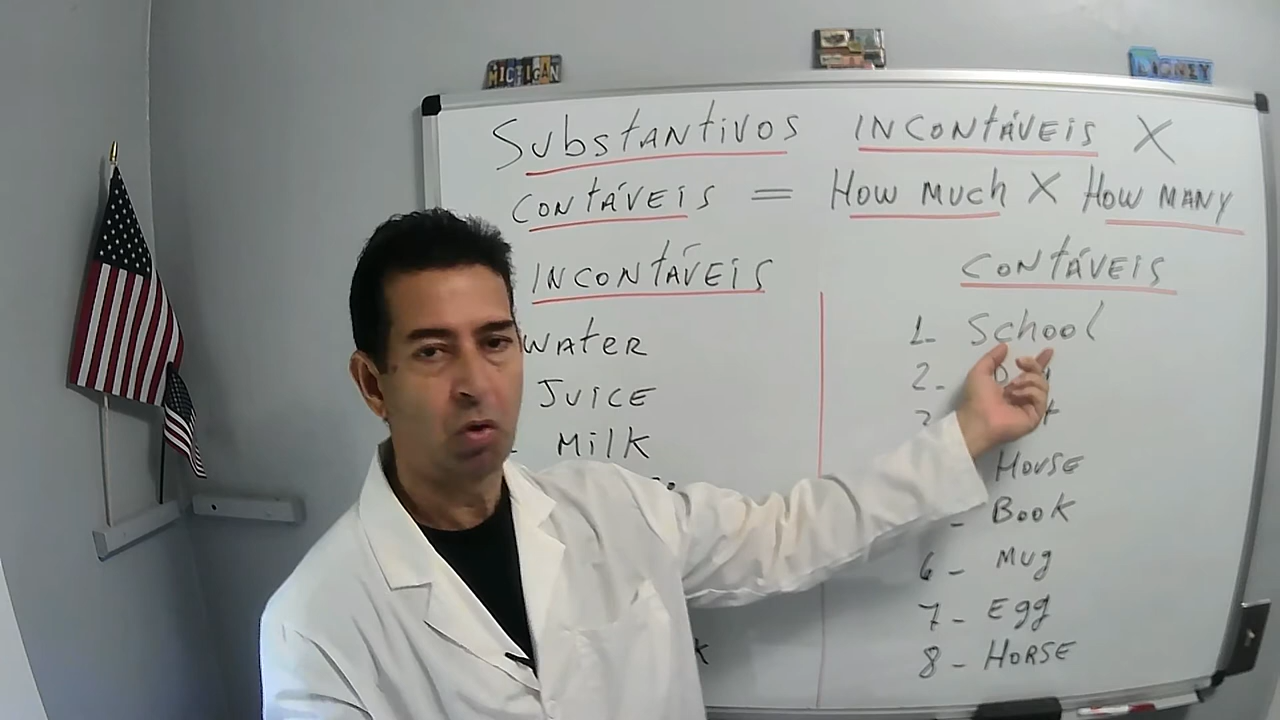 MICHIGAN
SUBSTANTIVOS INCONTÁVEIS X
CONTÁVEIS = HOW MUCH X HOW MANY
INCONTÁVEIS
WATER
JUICE
MILK
CONTÁVEIS
1- School
2-
HOUSE
- BOOK
6- MUg
7- Egg
8- HORSE